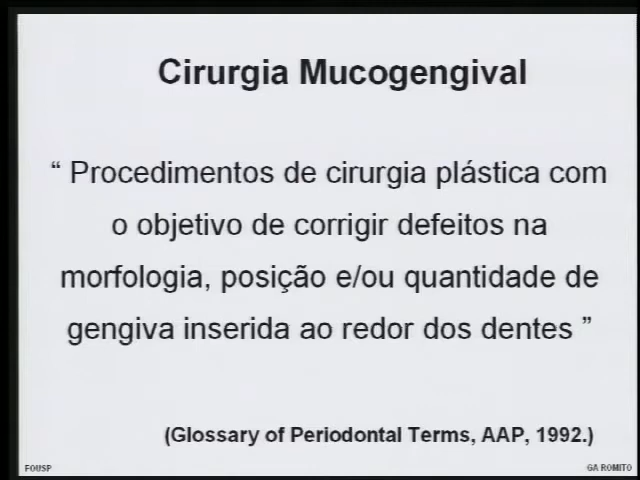 Cirurgia Mucogengival
“ Procedimentos de cirurgia plástica com
o objetivo de corrigir defeitos na
morfologia, posição e/ou quantidade de
gengiva inserida ao redor dos dentes ”
(Glossary of Periodontal Terms, AAP, 1992.)
FOUSP
GA ROMITO